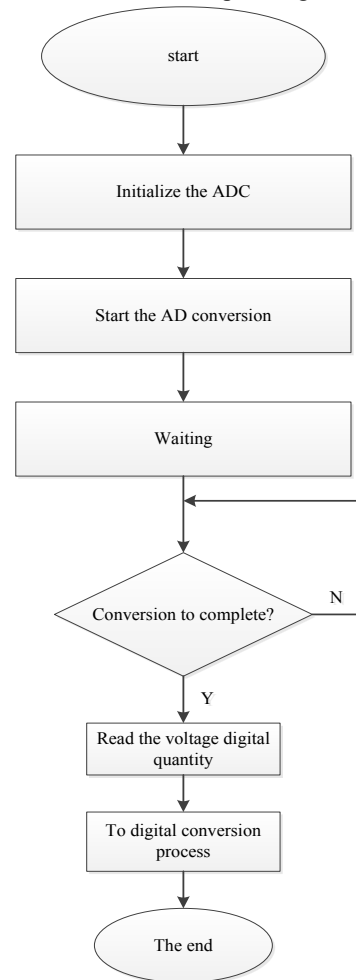 start
Initialize the ADC
Start the AD conversion
Waiting
Conversion to complete?
N
Y
Read the voltage digital
quantity
To digital conversion
process
The end